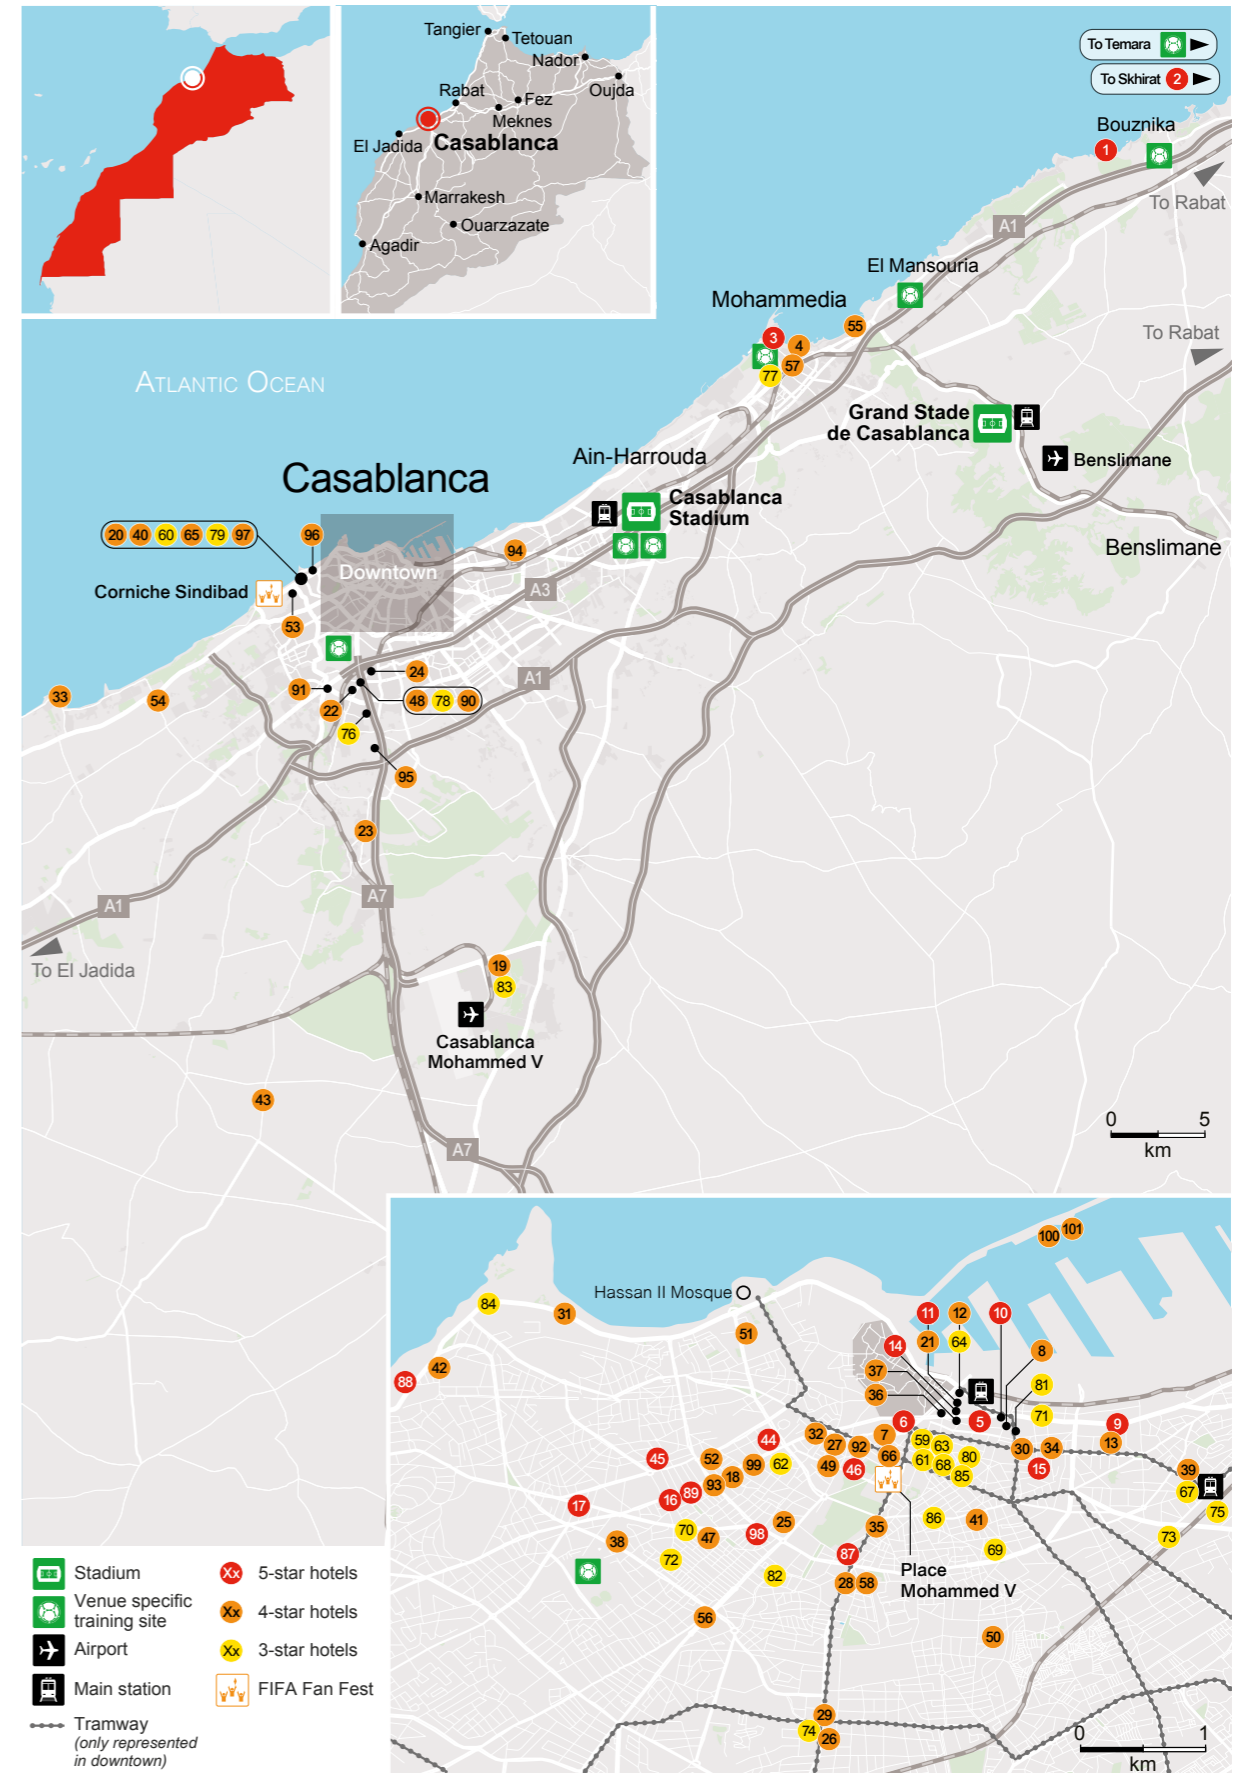 Tangier
Tetouan
Nador
Oujda
Rabat
Fez
Meknes
El Jadida
Casablanca
Marrakesh
Ouarzazate
Agadir
To Temara
To Skhirat 2
Bouznika
1
To Rabat
A1
El Mansouria
Mohammedia
55
3
4
57
77
To Rabat
ATLANTIC OCEAN
Grand Stade
de Casablanca
Benslimane
Ain-Harrouda
Casablanca
Casablanca
Stadium
Benslimane
20 40 60 65 79 97
96
94
Downtown
Corniche Sindibad
A3
53
24
A1
91
48 78 90
33
54
22
76
95
23
A7
A1
To El Jadida
19
83
Casablanca
Mohammed V
43
0 5
km
A7
100 101
Hassan II Mosque
84
31
11
12
10
51
14
21
64
8
42
37
88
36
81
71
6
5
9
32
7
44
27
92
59
63
30
34
13
45
52
99
62
49
46
66
61
68
80
15
39
18
93
85
67
16
89
17
75
70
47
98
25
35
86
41
73
38
72
87
69
82
28 58
Place
Mohammed V
56
50
29
74
26
0 1
km
Stadium
Venue specific
training site
Airport
Main station
Tramway
(only represented
in downtown)
Xx 5-star hotels
Xx 4-star hotels
Xx 3-star hotels
FIFA Fan Fest